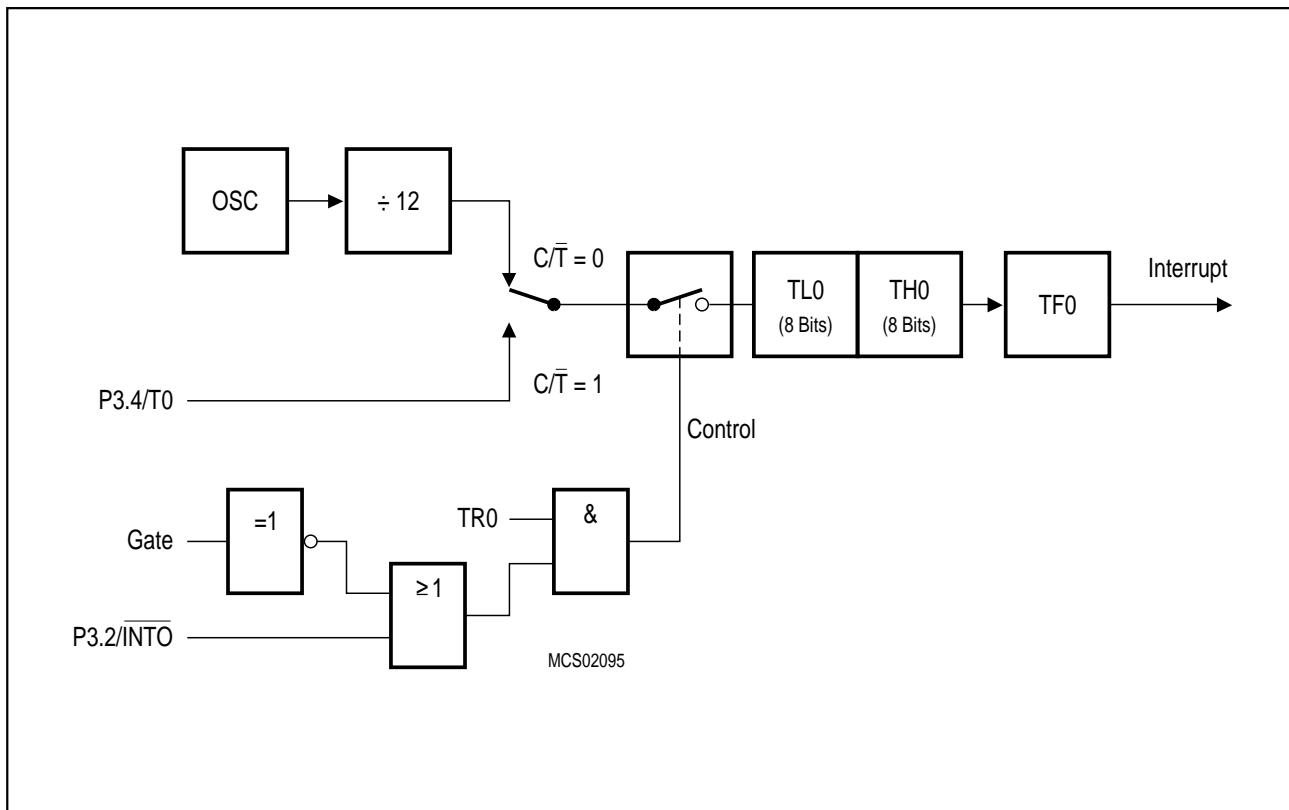 OSC
÷ 12
C/T̅ = 0
TL0
(8 Bits)
TH0
(8 Bits)
TF0
Interrupt
P3.4/T0
C/T̅ = 1
Control
Gate
=1
TR0
&
≥ 1
P3.2/I̅N̅T̅O̅
MCS02095